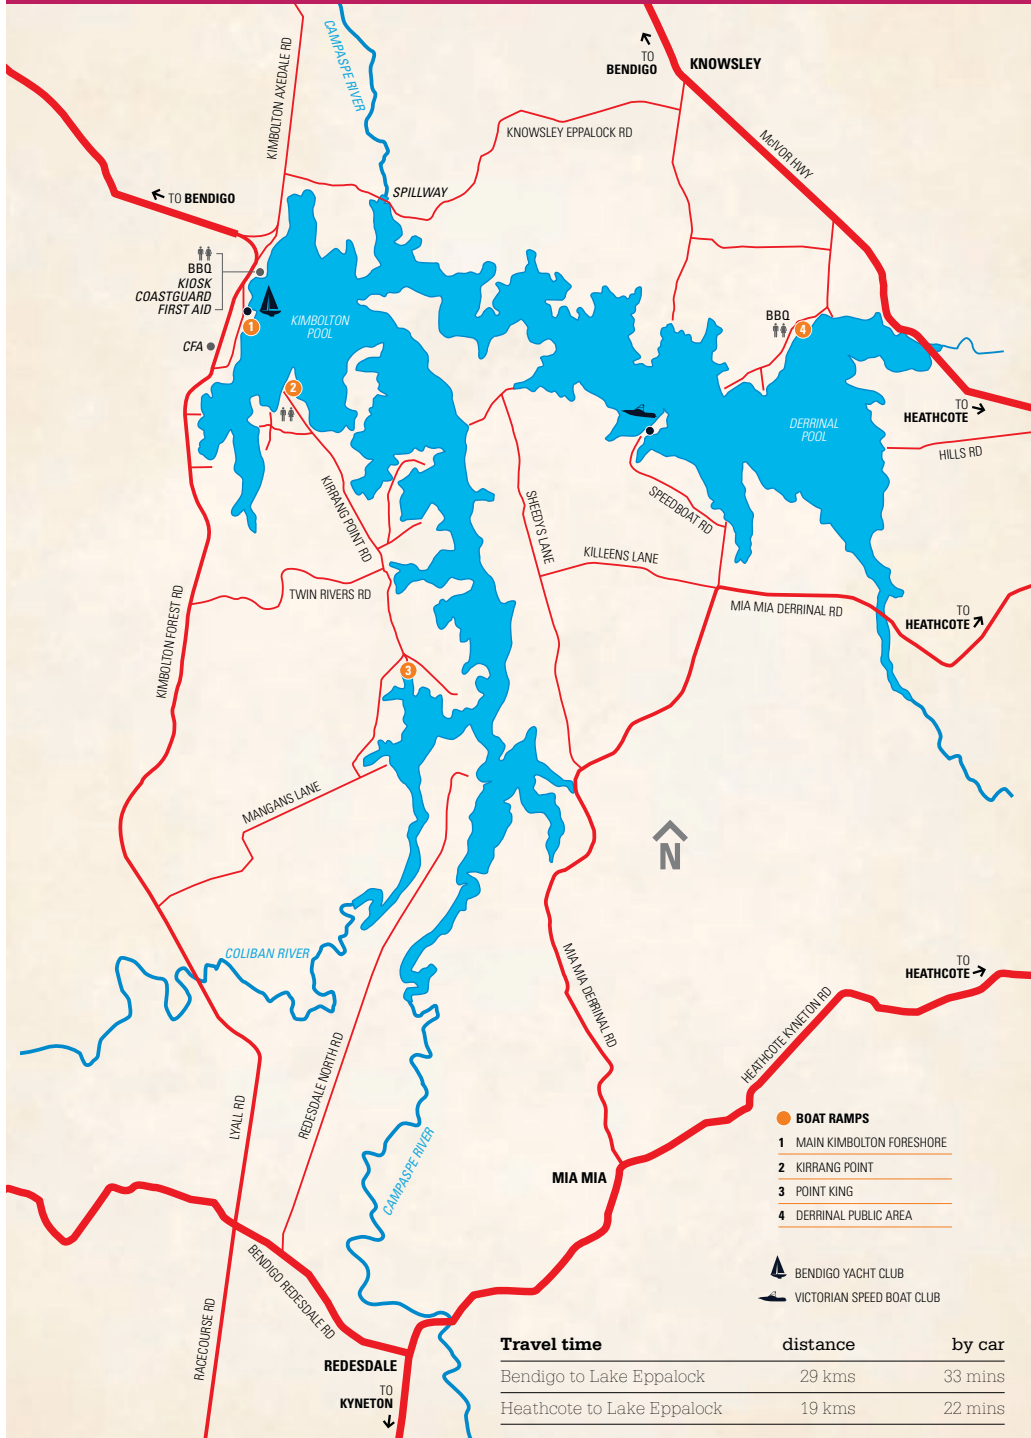 CAMPASPE RIVER
KIMBOLTON AXEDALE RD
TO
BENDIGO
KNOWSLEY
KNOWSLEY EPPALOCK RD
McIVOR HWY
TO BENDIGO
SPILLWAY
BBQ
KIOSK
COASTGUARD
FIRST AID
CFA
1
KIMBOLTON
POOL
2
BBQ
4
DERRINAL
POOL
TO
HEATHCOTE
HILLS RD
KIRRANG POINT RD
SHEEDYS LANE
SPEEDBOAT RD
KILLEENS LANE
TWIN RIVERS RD
MIA MIA DERRINAL RD
TO
HEATHCOTE
KIMBOLTON FOREST RD
3
MANGANS LANE
N
COLIBAN RIVER
MIA MIA DERRINAL RD
TO
HEATHCOTE
HEATHCOTE KYNETON RD
REDESDALE NORTH RD
LYALL RD
CAMPASPE RIVER
MIA MIA
BENDIGO REDESDALE RD
RACECOURSE RD
REDESDALE
TO
KYNETON
BOAT RAMPS
1 MAIN KIMBOLTON FORESHORE
2 KIRRANG POINT
3 POINT KING
4 DERRINAL PUBLIC AREA
BENDIGO YACHT CLUB
VICTORIAN SPEED BOAT CLUB
Travel time distance by car
Bendigo to Lake Eppalock 29 kms 33 mins
Heathcote to Lake Eppalock 19 kms 22 mins